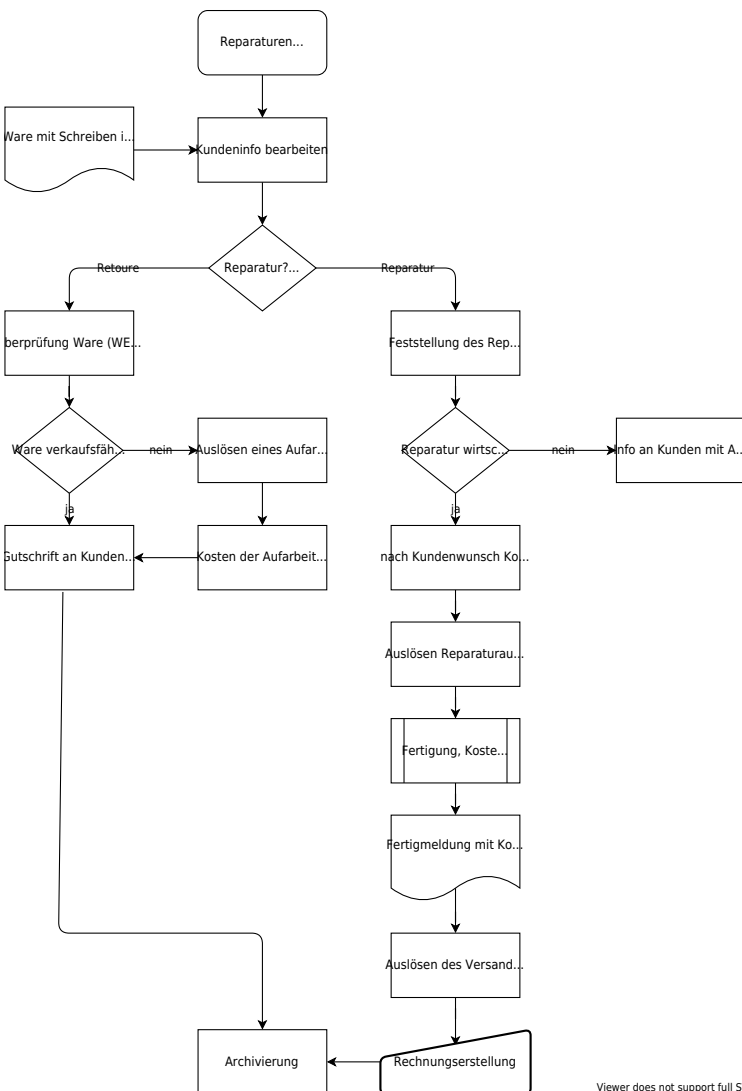 Reparaturen...
Ware mit Schreiben i...
Kundeninfo bearbeiten
Retoure
Reparatur?...
Reparatur
berprüfung Ware (WE...
Feststellung des Rep...
Ware verkaufsfäh...
nein
Auslösen eines Aufar...
Reparatur wirtsc...
nein
Info an Kunden mit A...
ja
ja
Gutschrift an Kunden...
Kosten der Aufarbeit...
nach Kundenwunsch Ko...
Auslösen Reparaturau...
Fertigung, Koste...
Fertigmeldung mit Ko...
Auslösen des Versand...
Archivierung
Rechnungserstellung
Viewer does not support full S